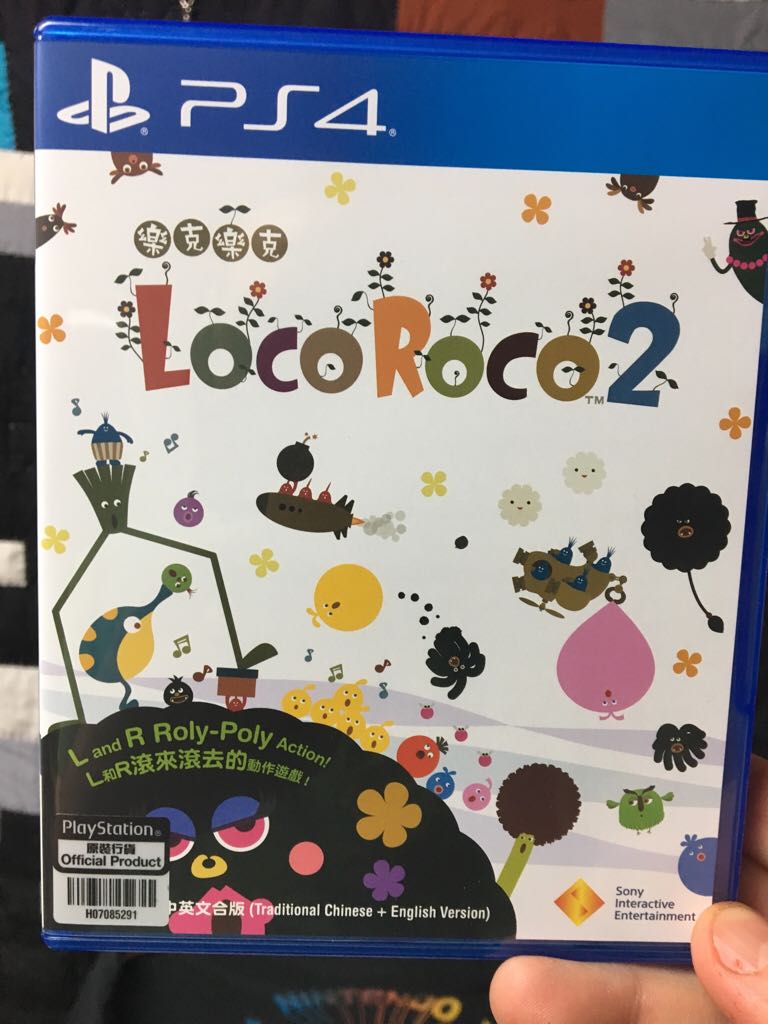 PS4
樂克樂克
LOCOROCO2™
L and R Roly-Poly Action!
L和R滾來滾去的動作遊戲!
PlayStation®
原裝行貨
Official Product
H07085291
中英文合版 (Traditional Chinese + English Version)
Sony
Interactive
Entertainment
NINTENDO